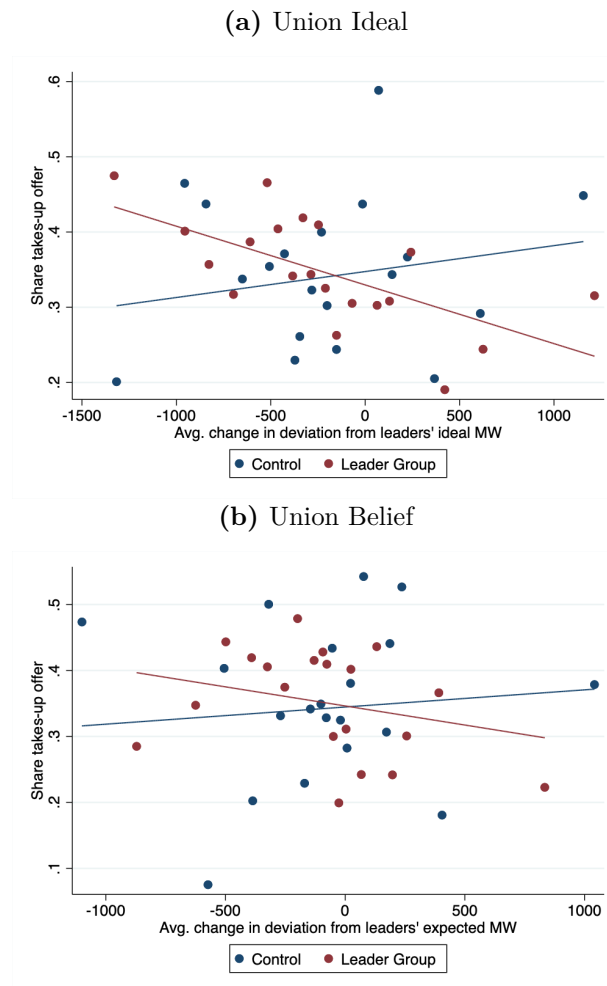 (a) Union Ideal
.6
.5
.4
.3
.2
Share takes-up offer
-1500 -1000 -500 0 500 1000
Avg. change in deviation from leaders' ideal MW
Control Leader Group
(b) Union Belief
.5
.4
.3
.2
.1
Share takes-up offer
-1000 -500 0 500 1000
Avg. change in deviation from leaders' expected MW
Control Leader Group